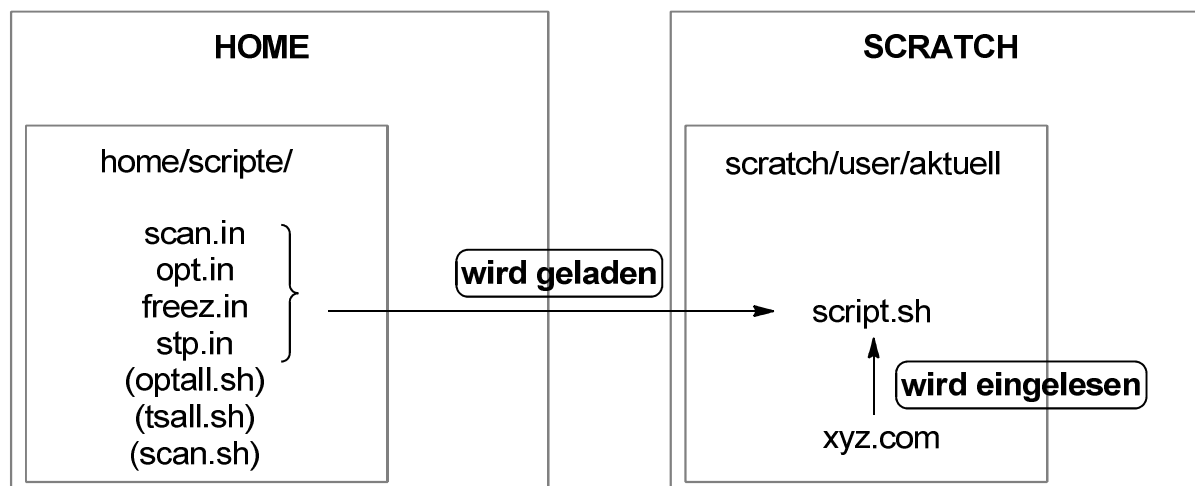 HOME
home/scripte/
scan.in
opt.in
freez.in
stp.in
(optall.sh)
(tsall.sh)
(scan.sh)
wird geladen
SCRATCH
scratch/user/aktuell
script.sh
wird eingelesen
xyz.com